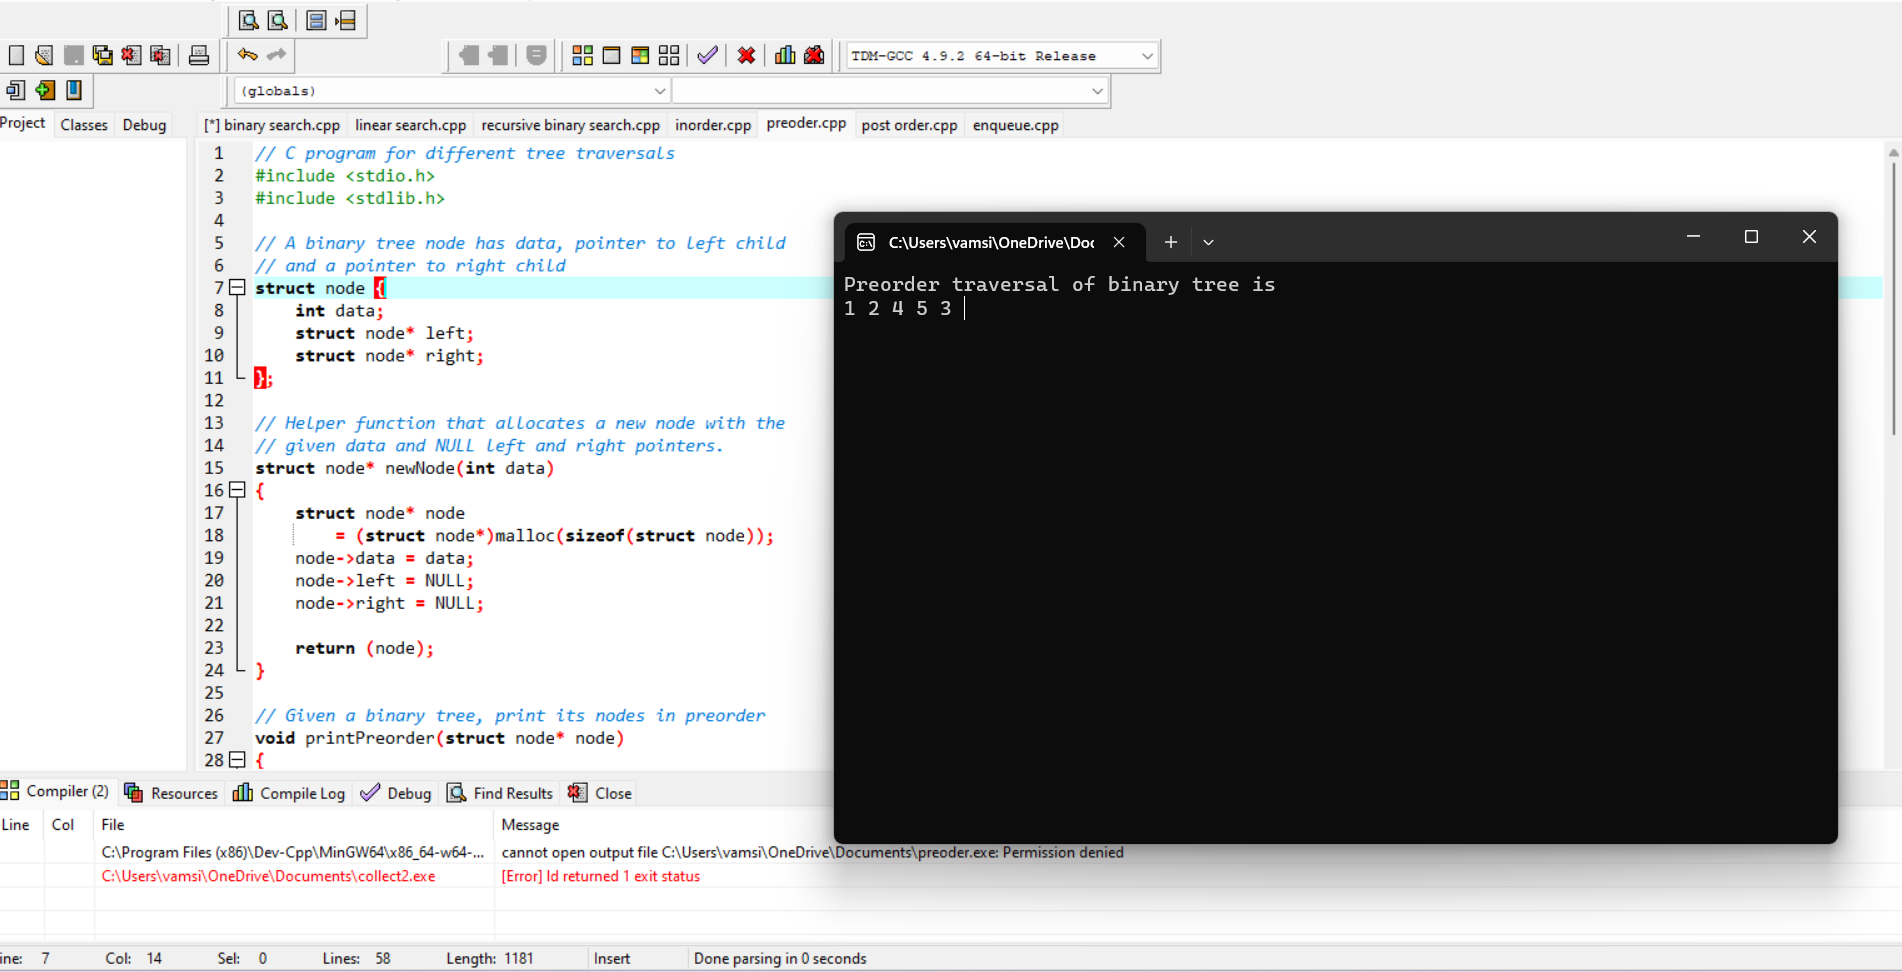 TDM-GCC 4.9.2 64-bit Release
(globals)
Project Classes Debug
[*] binary search.cpp linear search.cpp recursive binary search.cpp inorder.cpp preoder.cpp post order.cpp enqueue.cpp
1 // C program for different tree traversals
2 #include <stdio.h>
3 #include <stdlib.h>
4
5 // A binary tree node has data, pointer to left child
6 // and a pointer to right child
7 struct node {
8 int data;
9 struct node* left;
10 struct node* right;
11 };
12
13 // Helper function that allocates a new node with the
14 // given data and NULL left and right pointers.
15 struct node* newNode(int data)
16 {
17 struct node* node
18 = (struct node*)malloc(sizeof(struct node));
19 node->data = data;
20 node->left = NULL;
21 node->right = NULL;
22
23 return (node);
24 }
25
26 // Given a binary tree, print its nodes in preorder
27 void printPreorder(struct node* node)
28 {
C:\Users\vamsi\OneDrive\Doc
Preorder traversal of binary tree is
1 2 4 5 3
Compiler (2) Resources Compile Log Debug Find Results Close
Line Col File Message
C:\Program Files (x86)\Dev-Cpp\MinGW64\x86_64-w64-... cannot open output file C:\Users\vamsi\OneDrive\Documents\preoder.exe: Permission denied
C:\Users\vamsi\OneDrive\Documents\collect2.exe [Error] ld returned 1 exit status
ine: 7 Col: 14 Sel: 0 Lines: 58 Length: 1181 Insert Done parsing in 0 seconds